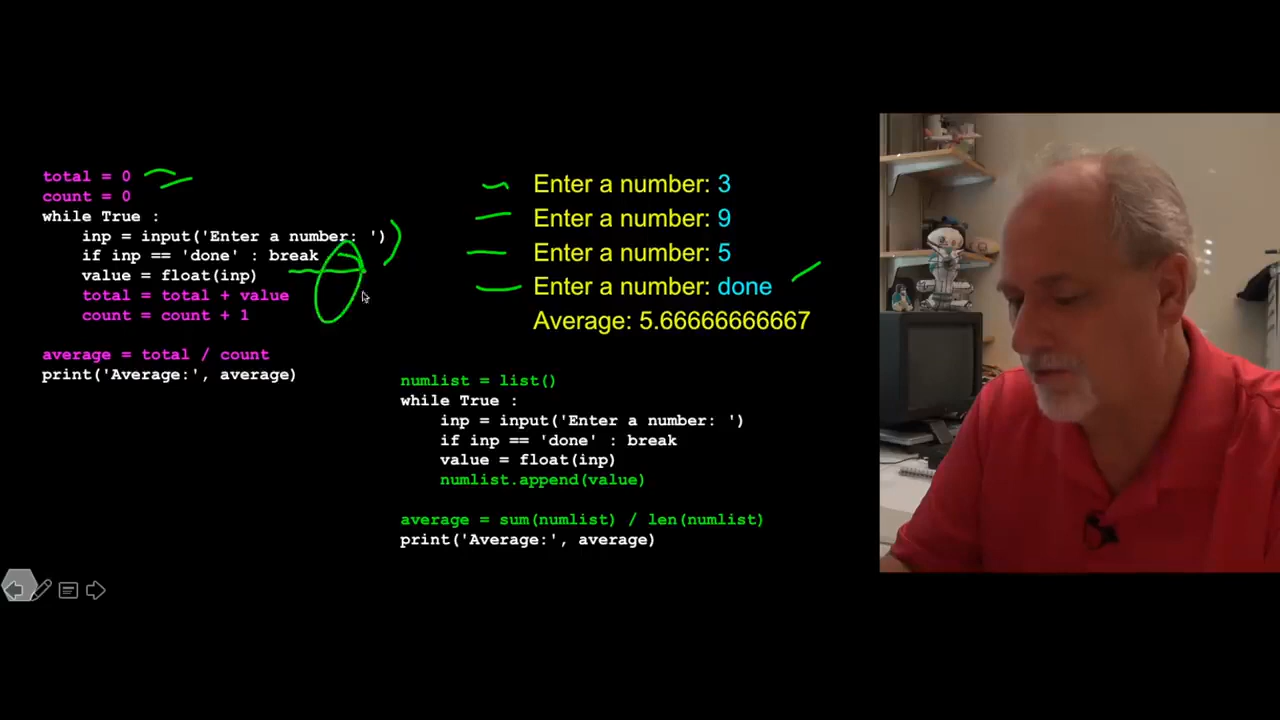 total = 0
count = 0
while True :
    inp = input('Enter a number: ')
    if inp == 'done' : break
    value = float(inp)
    total = total + value
    count = count + 1
average = total / count
print('Average:', average)
Enter a number: 3
Enter a number: 9
Enter a number: 5
Enter a number: done
Average: 5.66666666667
numlist = list()
while True :
    inp = input('Enter a number: ')
    if inp == 'done' : break
    value = float(inp)
    numlist.append(value)
average = sum(numlist) / len(numlist)
print('Average:', average)